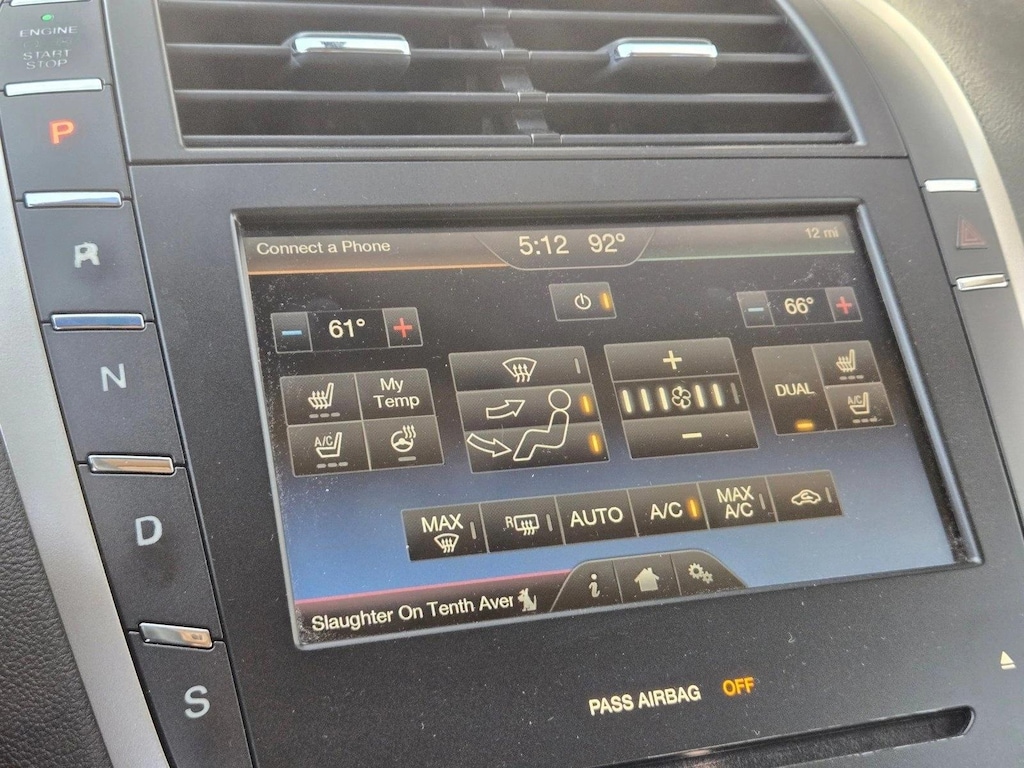 ENGINE
START
STOP
P
R
N
D
S
Connect a Phone
5:12 92°
12 mi
61°
66°
My
Temp
A/C
DUAL
A/C
MAX
R
AUTO
A/C
MAX
A/C
Slaughter On Tenth Aver
i
PASS AIRBAG OFF